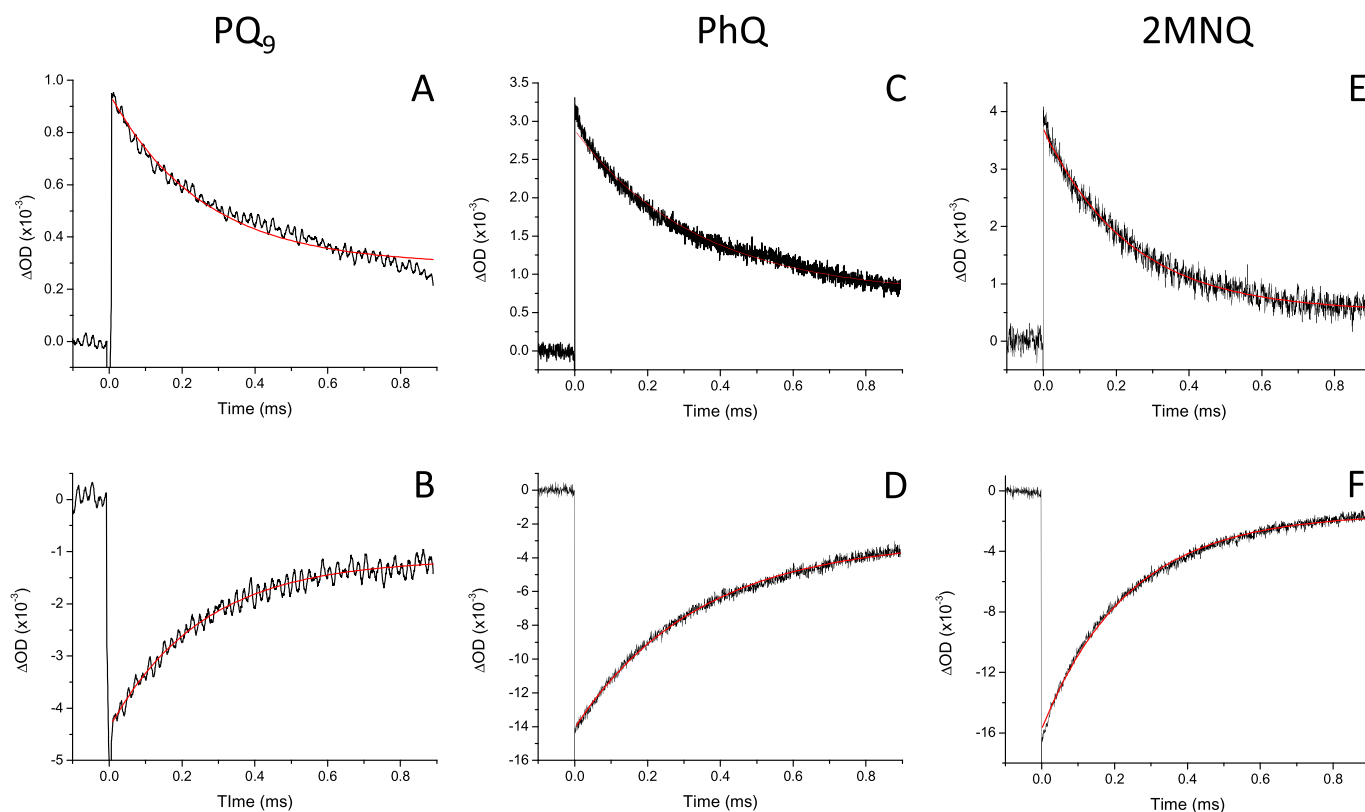 PQ₉
PhQ
2MNQ
A
1.0
0.8
0.6
0.4
0.2
0.0
ΔOD (x10⁻³)
0.0 0.2 0.4 0.6 0.8
Time (ms)
C
3.5
3.0
2.5
2.0
1.5
1.0
0.5
0.0
ΔOD (x10⁻³)
0.0 0.2 0.4 0.6 0.8
Time (ms)
E
4
3
2
1
0
ΔOD (x10⁻³)
0.0 0.2 0.4 0.6 0.8
Time (ms)
B
0
-1
-2
-3
-4
-5
ΔOD (x10⁻³)
0.0 0.2 0.4 0.6 0.8
TIme (ms)
D
0
-2
-4
-6
-8
-10
-12
-14
-16
ΔOD (x10⁻³)
0.0 0.2 0.4 0.6 0.8
Time (ms)
F
0
-4
-8
-12
-16
ΔOD (x10⁻³)
0.0 0.2 0.4 0.6 0.8
Time (ms)